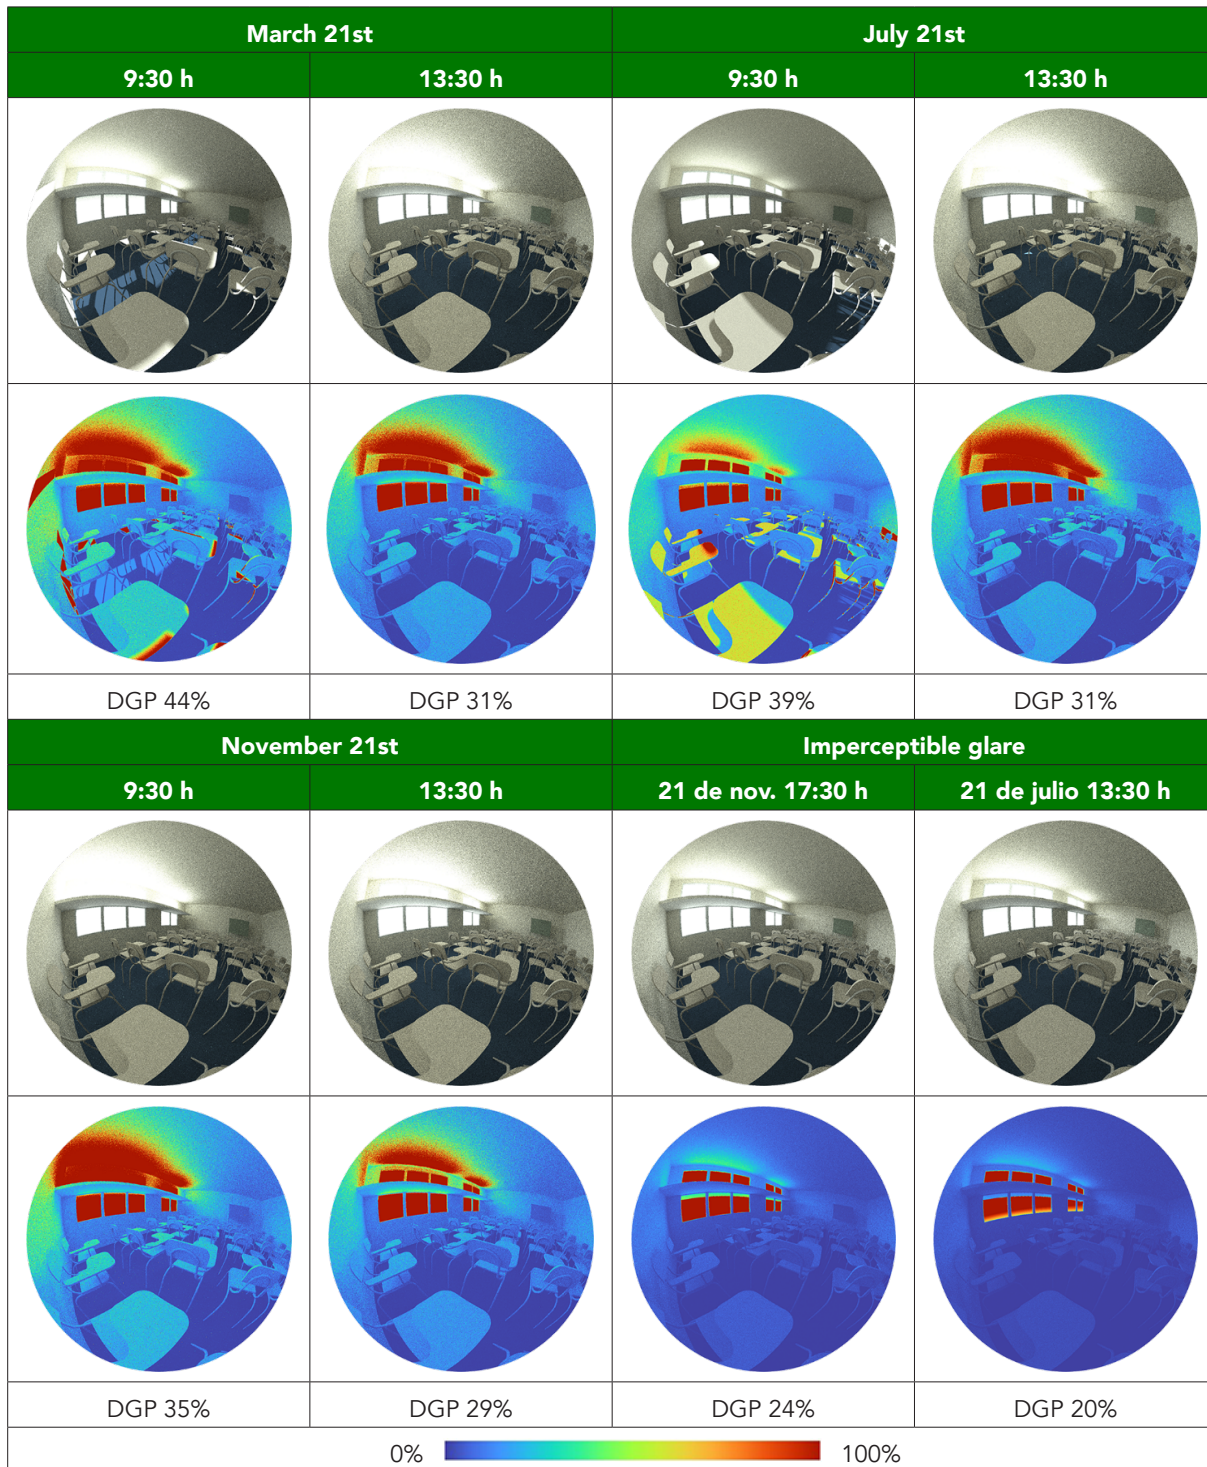 March 21st July 21st
9:30 h 13:30 h 9:30 h 13:30 h
DGP 44% DGP 31% DGP 39% DGP 31%
November 21st Imperceptible glare
9:30 h 13:30 h 21 de nov. 17:30 h 21 de julio 13:30 h
DGP 35% DGP 29% DGP 24% DGP 20%
0% 100%